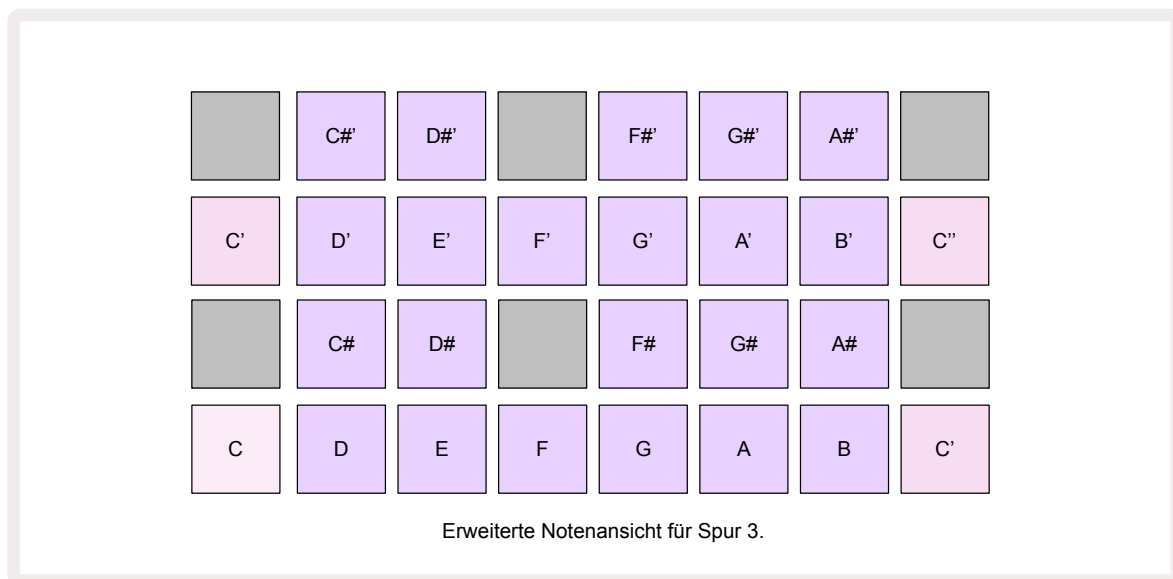 C#’ D#’ F#’ G#’ A#’
C’ D’ E’ F’ G’ A’ B’ C’’
C# D# F# G# A#
C D E F G A B C’
Erweiterte Notenansicht für Spur 3.